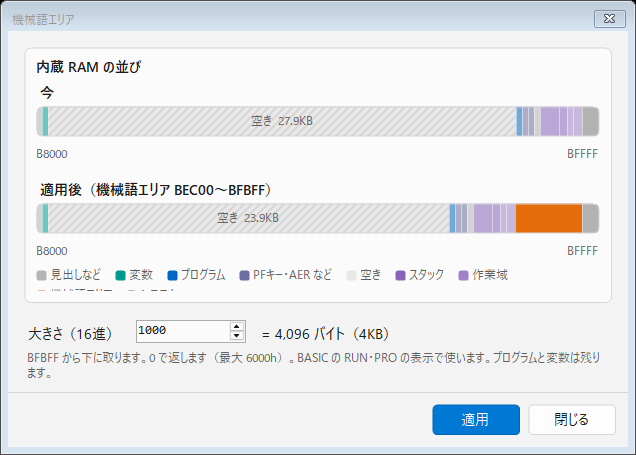 機械語エリア
内蔵 RAM の並び
今
空き 27.9KB
B8000 BFFFF
適用後（機械語エリア BEC00～BFBFF）
空き 23.9KB
B8000 BFFFF
見出しなど 変数 プログラム PFキー・AER など 空き スタック 作業域
大きさ（16進） 1000 = 4,096 バイト（4KB）
BFBFF から下に取ります。0 で返します（最大 6000h）。BASIC の RUN・PRO の表示で使います。プログラムと変数は残り
ます。
適用 閉じる